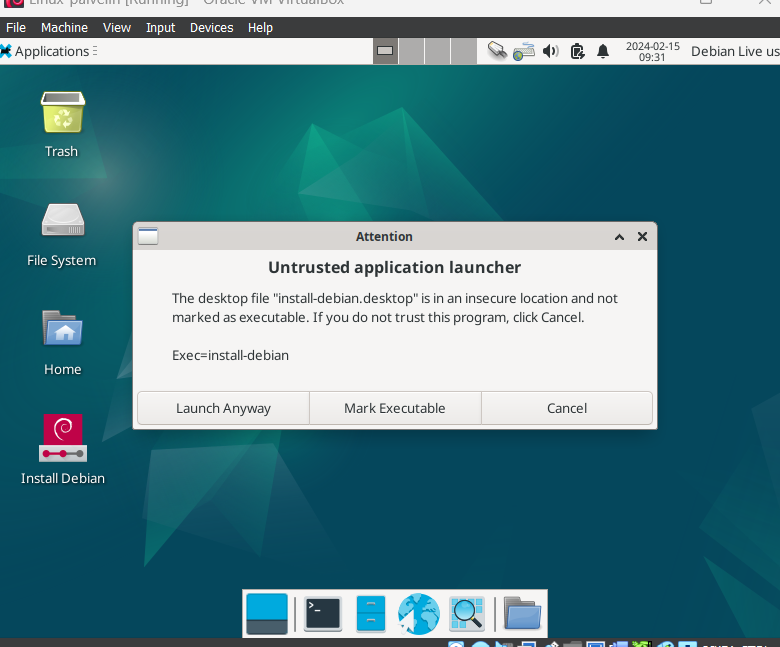 Linux-palvelin [Running] - Oracle VM VirtualBox
File Machine View Input Devices Help
Applications
2024-02-15
09:31
Debian Live us
Trash
File System
Home
Install Debian
Attention
Untrusted application launcher
The desktop file "install-debian.desktop" is in an insecure location and not
marked as executable. If you do not trust this program, click Cancel.
Exec=install-debian
Launch Anyway
Mark Executable
Cancel